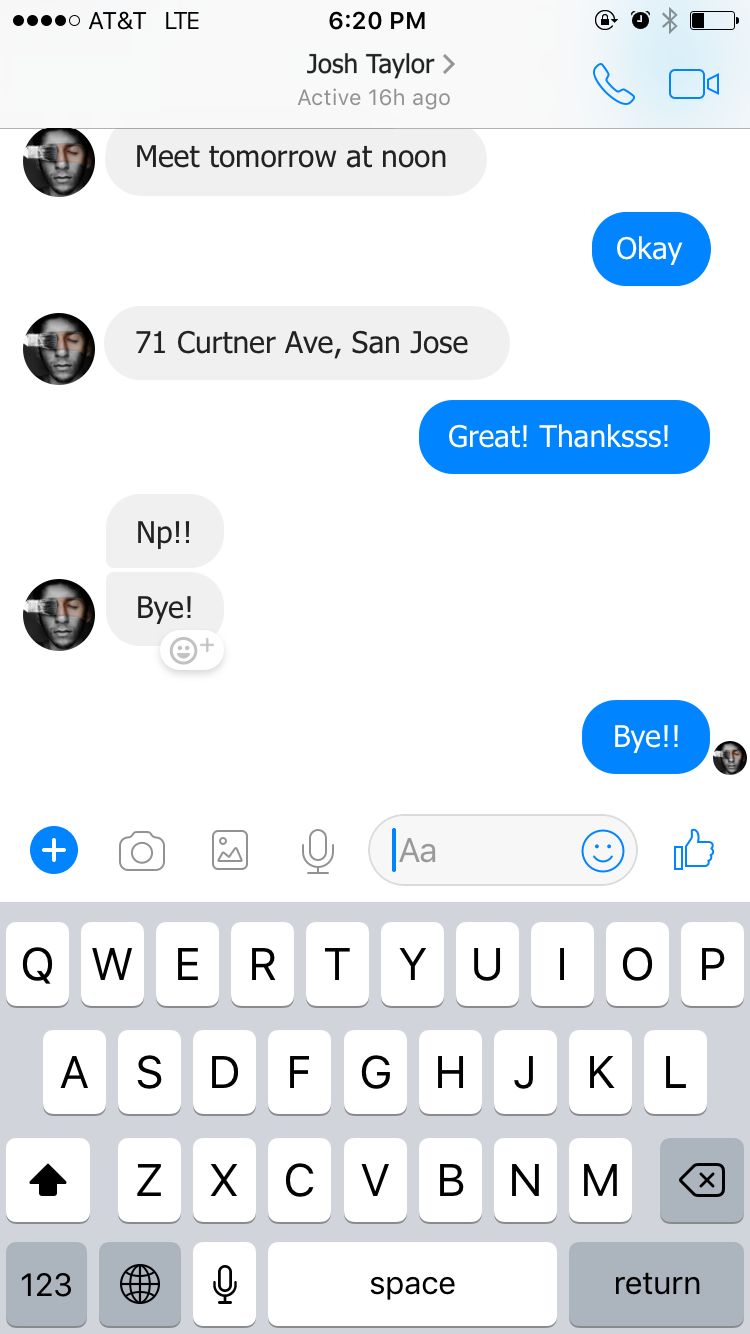 AT&T LTE 6:20 PM
Josh Taylor
Active 16h ago
Meet tomorrow at noon
Okay
71 Curtner Ave, San Jose
Great! Thanksss!
Np!!
Bye!
Bye!!
Aa
Q W E R T Y U I O P
A S D F G H J K L
Z X C V B N M
123 space return